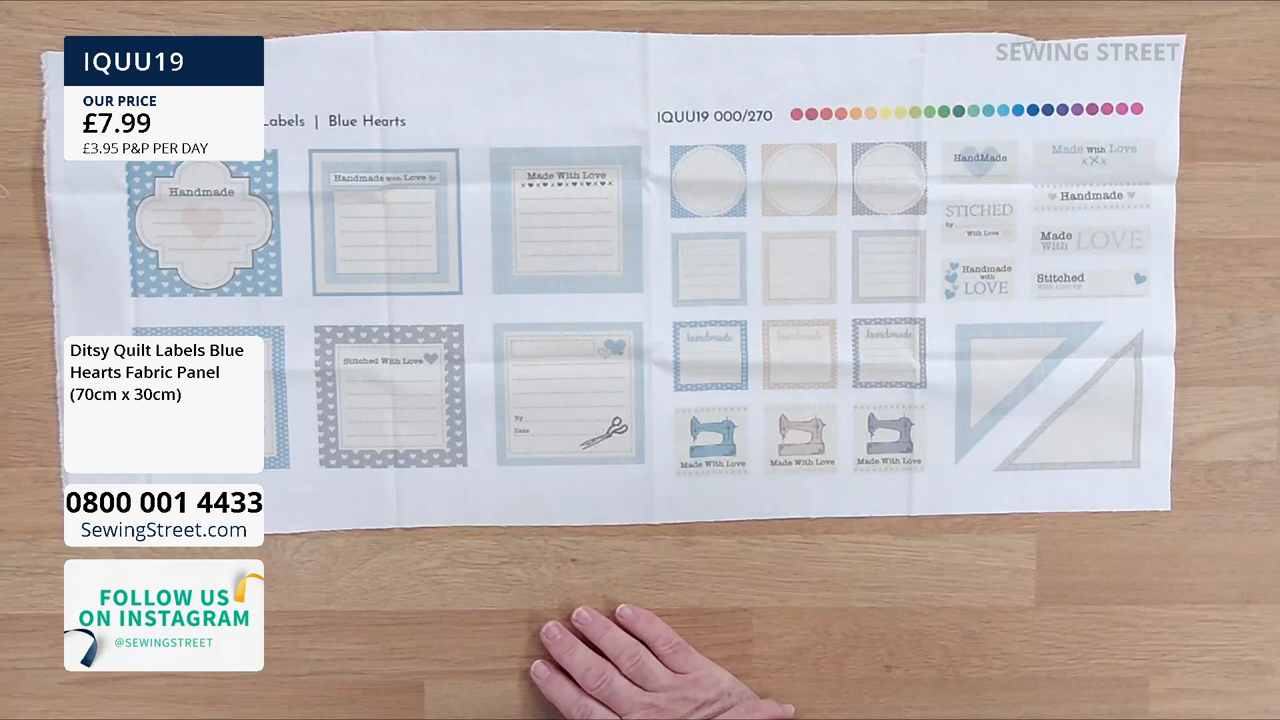 IQUU19
OUR PRICE
£7.99
£3.95 P&P PER DAY
Ditsy Quilt Labels Blue
Hearts Fabric Panel
(70cm x 30cm)
0800 001 4433
SewingStreet.com
FOLLOW US
ON INSTAGRAM
@SEWINGSTREET
SEWING STREET
Labels | Blue Hearts
IQUU19 000/270
Handmade
Handmade with Love
Made With Love
Stitched With Love
By
Date
handmade
handmade
handmade
Made With Love
Made With Love
Made With Love
HandMade
STICHED
by
With Love
Handmade
with
LOVE
Made With Love
XXX
Handmade
Made
With LOVE
Stitched